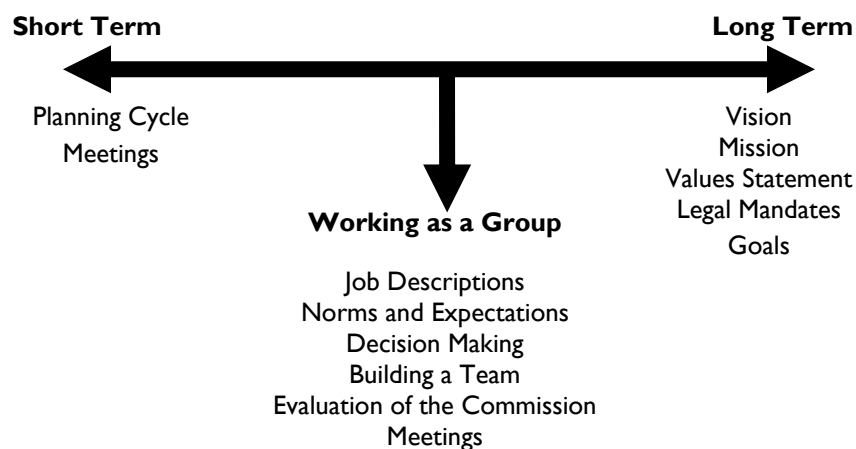 Short Term
Long Term
Planning Cycle
Meetings
Vision
Mission
Values Statement
Legal Mandates
Goals
Working as a Group
Job Descriptions
Norms and Expectations
Decision Making
Building a Team
Evaluation of the Commission
Meetings